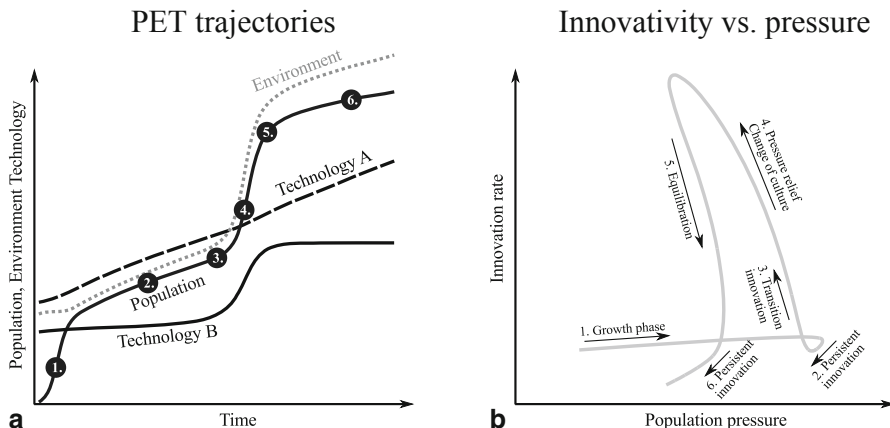 PET trajectories
Population, Environment Technology
Environment
Technology A
Population
Technology B
1.
2.
3.
4.
5.
6.
Time
a
Innovativity vs. pressure
Innovation rate
1. Growth phase
2. Persistent
innovation
3. Transition
innovation
4. Pressure relief
Change of culture
5. Equilibration
6. Persistent
innovation
Population pressure
b